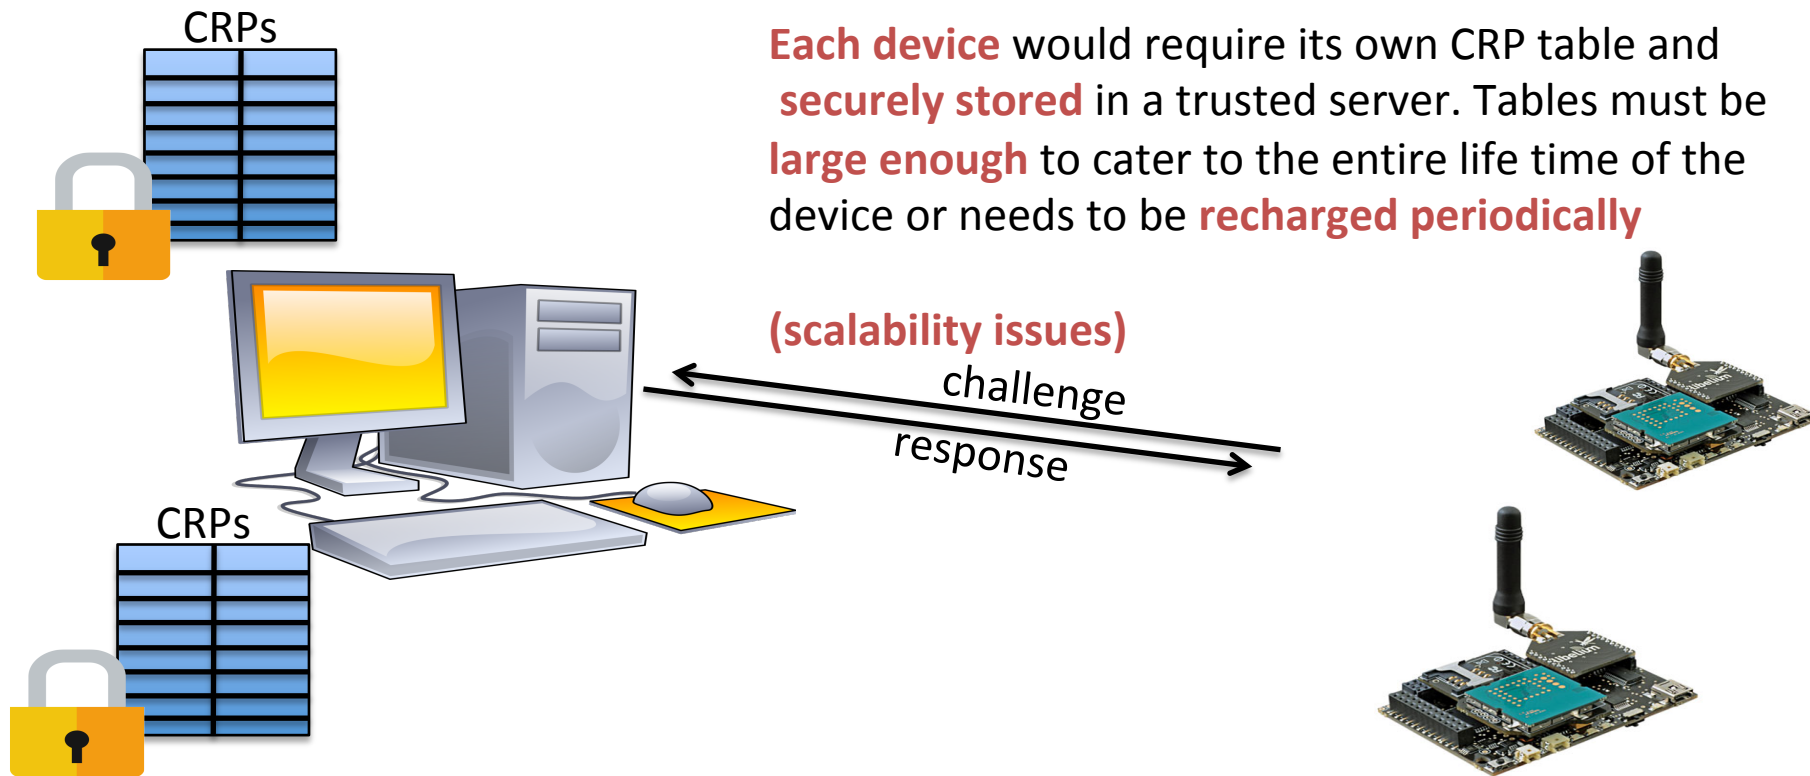 CRPs
Each device would require its own CRP table and
securely stored in a trusted server. Tables must be
large enough to cater to the entire life time of the
device or needs to be recharged periodically
(scalability issues)
challenge
response
CRPs
libelium
libelium